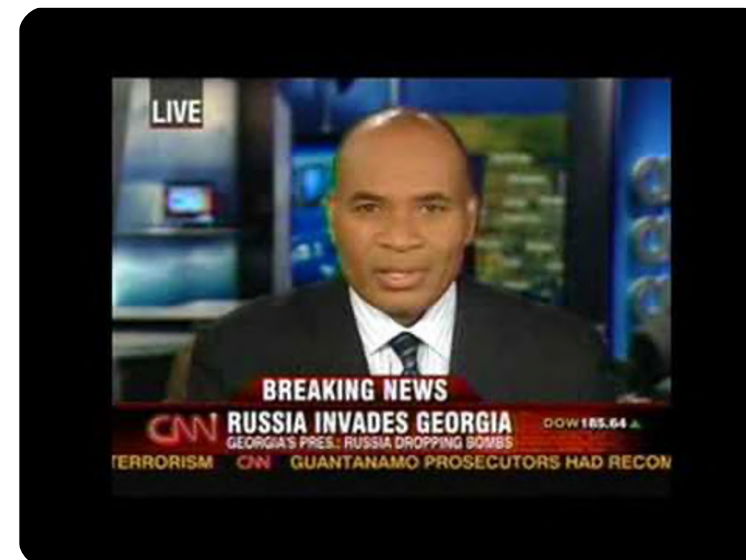 LIVE
BREAKING NEWS
CNN RUSSIA INVADES GEORGIA DOW 185.64 ▲
GEORGIA'S PRES.: RUSSIA DROPPING BOMBS
TERRORISM CNN GUANTANAMO PROSECUTORS HAD RECOM